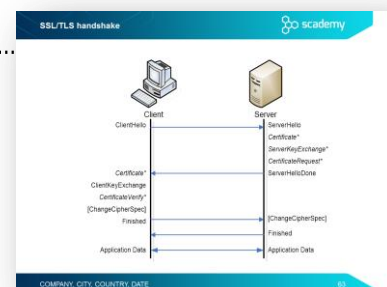 SSL/TLS handshake
scademy
Client
Server
ClientHello
ServerHello
Certificate*
ServerKeyExchange*
CertificateRequest*
Certificate*
ServerHelloDone
ClientKeyExchange
CertificateVerify*
[ChangeCipherSpec]
[ChangeCipherSpec]
Finished
Finished
Application Data
Application Data
COMPANY, CITY, COUNTRY, DATE
63